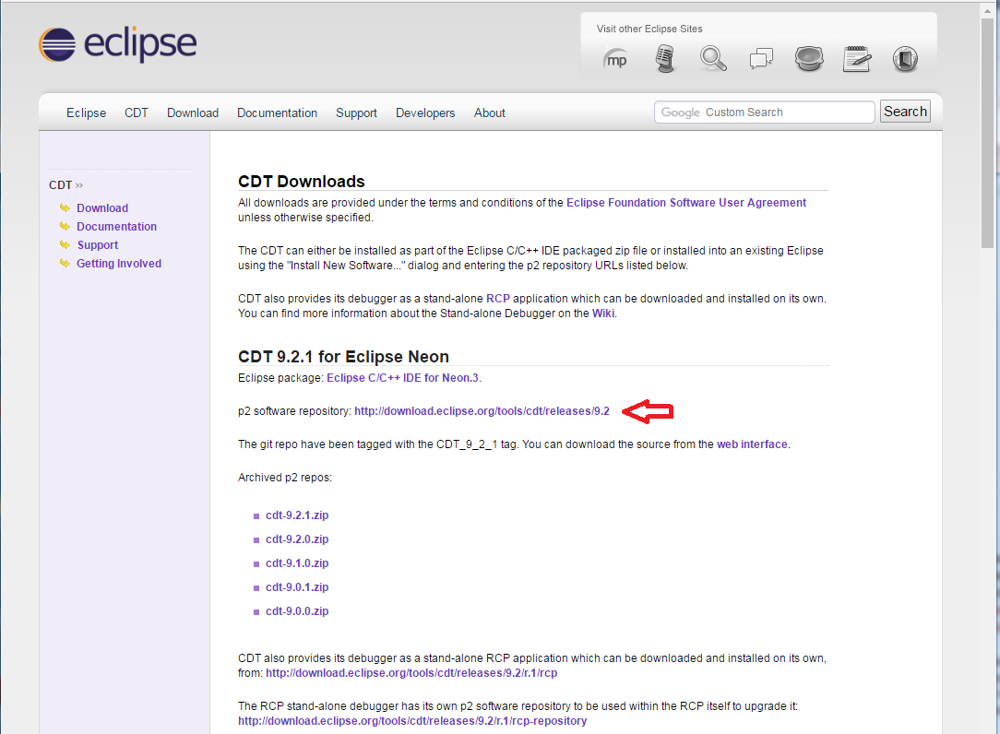 eclipse
Visit other Eclipse Sites
mp
Eclipse CDT Download Documentation Support Developers About
Google Custom Search Search
CDT »
Download
Documentation
Support
Getting Involved
CDT Downloads
All downloads are provided under the terms and conditions of the Eclipse Foundation Software User Agreement
unless otherwise specified.
The CDT can either be installed as part of the Eclipse C/C++ IDE packaged zip file or installed into an existing Eclipse
using the "Install New Software..." dialog and entering the p2 repository URLs listed below.
CDT also provides its debugger as a stand-alone RCP application which can be downloaded and installed on its own.
You can find more information about the Stand-alone Debugger on the Wiki.
CDT 9.2.1 for Eclipse Neon
Eclipse package: Eclipse C/C++ IDE for Neon.3.
p2 software repository: http://download.eclipse.org/tools/cdt/releases/9.2
The git repo have been tagged with the CDT_9_2_1 tag. You can download the source from the web interface.
Archived p2 repos:
cdt-9.2.1.zip
cdt-9.2.0.zip
cdt-9.1.0.zip
cdt-9.0.1.zip
cdt-9.0.0.zip
CDT also provides its debugger as a stand-alone RCP application which can be downloaded and installed on its own,
from: http://download.eclipse.org/tools/cdt/releases/9.2/r.1/rcp
The RCP stand-alone debugger has its own p2 software repository to be used within the RCP itself to upgrade it:
http://download.eclipse.org/tools/cdt/releases/9.2/r.1/rcp-repository